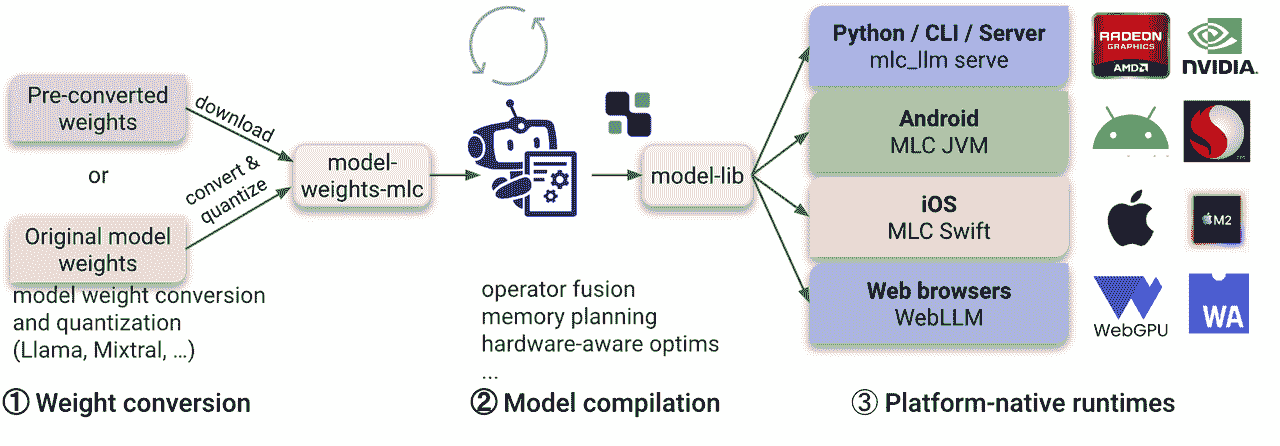 Pre-converted
weights
or
Original model
weights
model weight conversion
and quantization
(Llama, Mixtral, ...)
① Weight conversion
download
convert &
quantize
model-
weights-mlc
operator fusion
memory planning
hardware-aware optims
...
② Model compilation
model-lib
Python / CLI / Server
mlc_llm serve
Android
MLC JVM
iOS
MLC Swift
Web browsers
WebLLM
RADEON
GRAPHICS
AMD
NVIDIA.
M2
WebGPU
WA
③ Platform-native runtimes